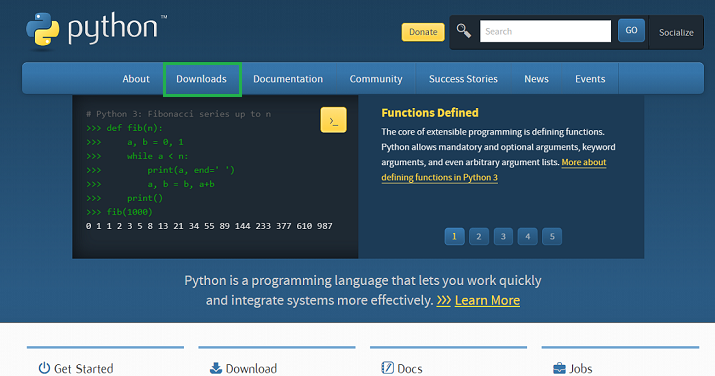 python™
Donate
Search
GO
Socialize
About
Downloads
Documentation
Community
Success Stories
News
Events
# Python 3: Fibonacci series up to n
>>> def fib(n):
>>>     a, b = 0, 1
>>>     while a < n:
>>>         print(a, end=' ')
>>>         a, b = b, a+b
>>>     print()
>>> fib(1000)
0 1 1 2 3 5 8 13 21 34 55 89 144 233 377 610 987
>_
Functions Defined
The core of extensible programming is defining functions.
Python allows mandatory and optional arguments, keyword
arguments, and even arbitrary argument lists. More about
defining functions in Python 3
1 2 3 4 5
Python is a programming language that lets you work quickly
and integrate systems more effectively. >>> Learn More
Get Started
Download
Docs
Jobs